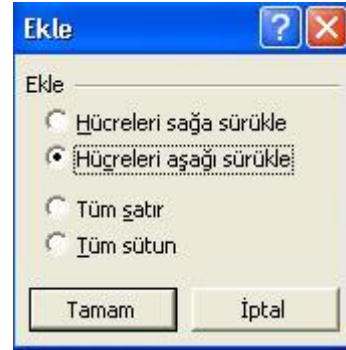 Ekle
Ekle
Hücreleri sağa sürükle
Hücreleri aşağı sürükle
Tüm satır
Tüm sütun
Tamam İptal